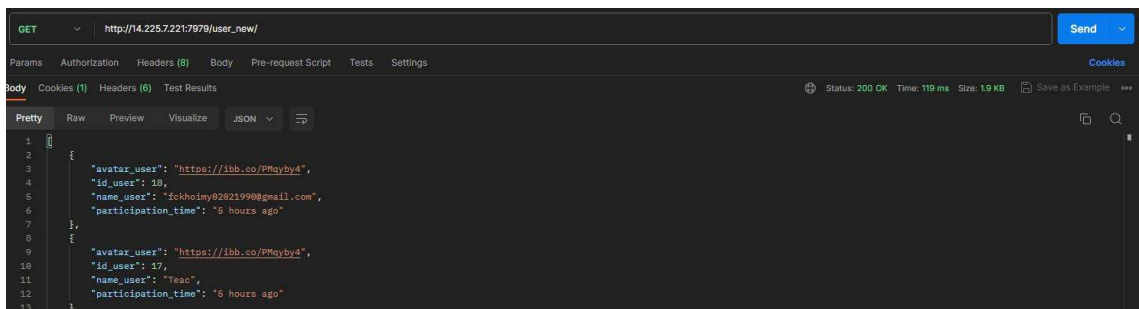 GET http://14.225.7.221:7979/user_new/ Send
Params Authorization Headers (8) Body Pre-request Script Tests Settings Cookies
Body Cookies (1) Headers (6) Test Results Status: 200 OK Time: 119 ms Size: 1.9 KB Save as Example
Pretty Raw Preview Visualize JSON
1 [
2 {
3 "avatar_user": "https://ibb.co/PMqyby4",
4 "id_user": 18,
5 "name_user": "fckhoimy02021990@gmail.com",
6 "participation_time": "5 hours ago"
7 },
8 {
9 "avatar_user": "https://ibb.co/PMqyby4",
10 "id_user": 17,
11 "name_user": "Teac",
12 "participation_time": "5 hours ago"
13 }